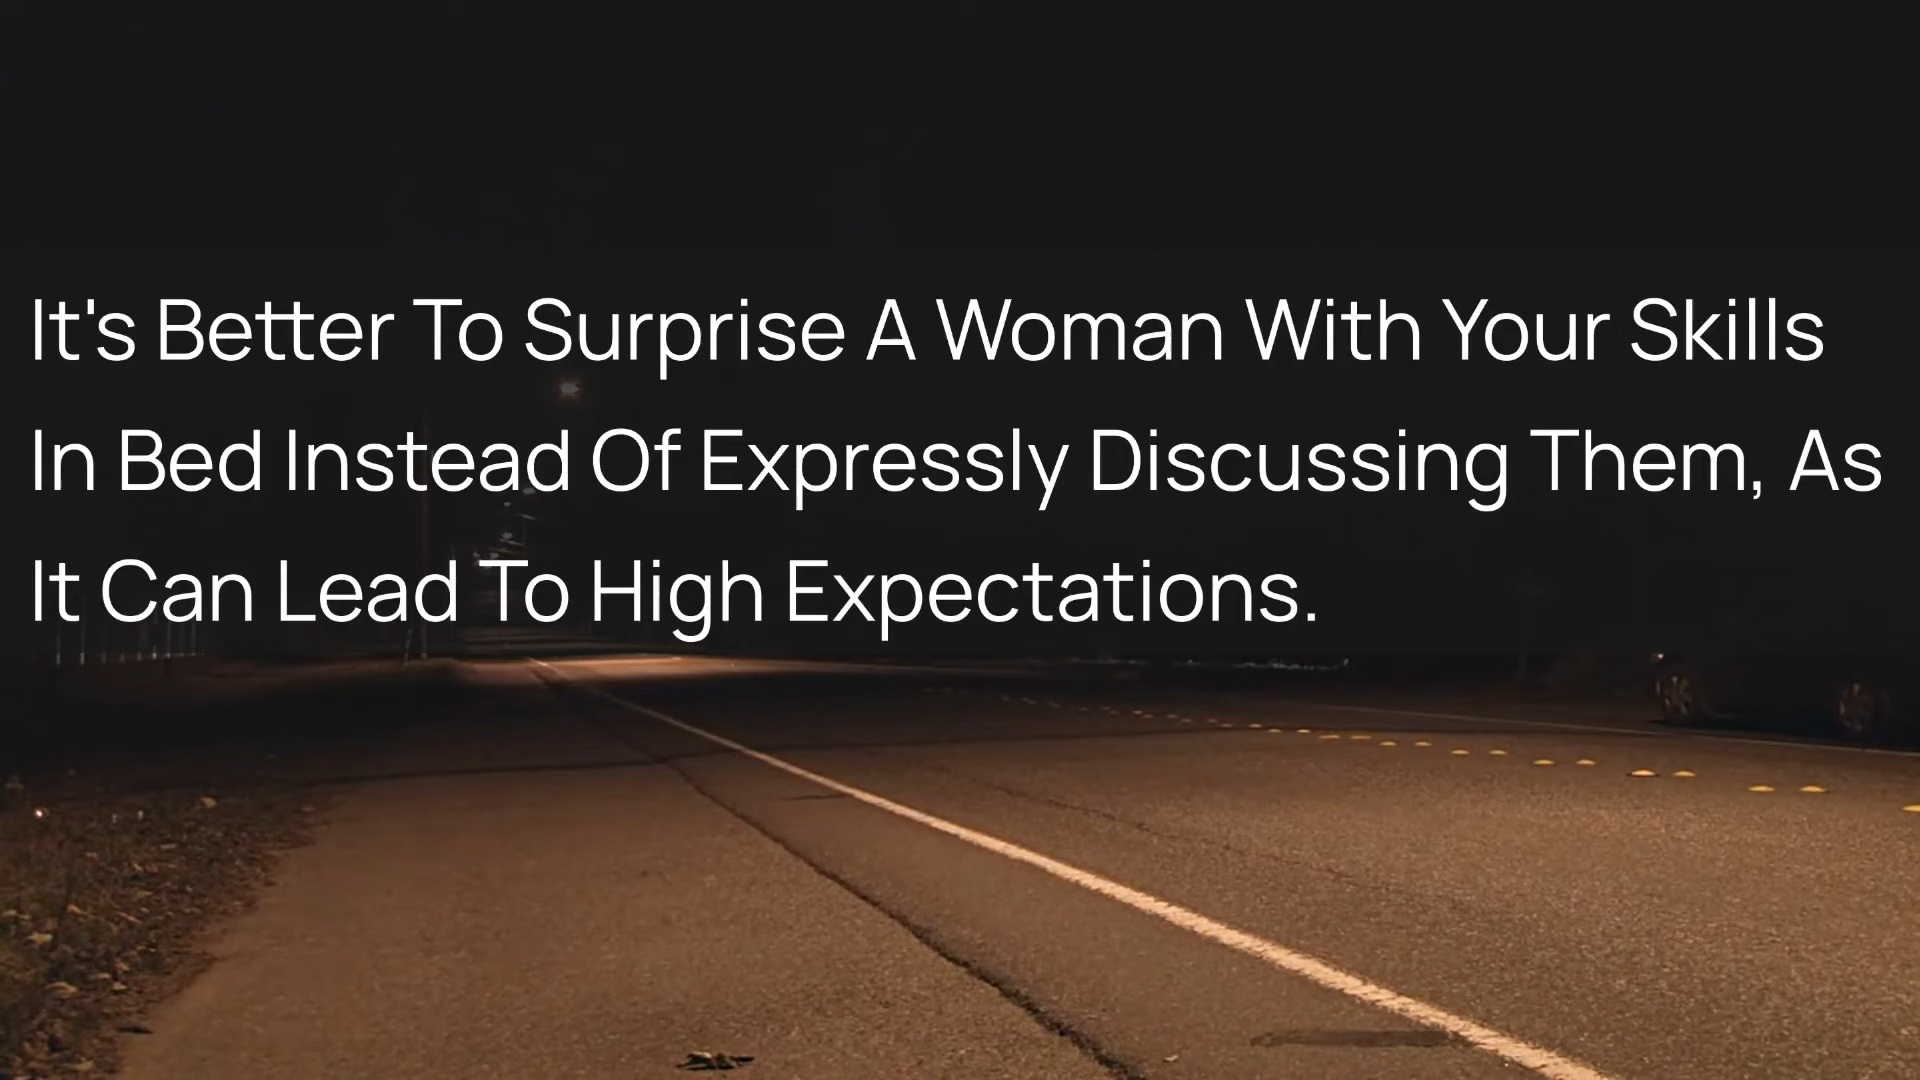 It's Better To Surprise A Woman With Your Skills
In Bed Instead Of Expressly Discussing Them, As
It Can Lead To High Expectations.